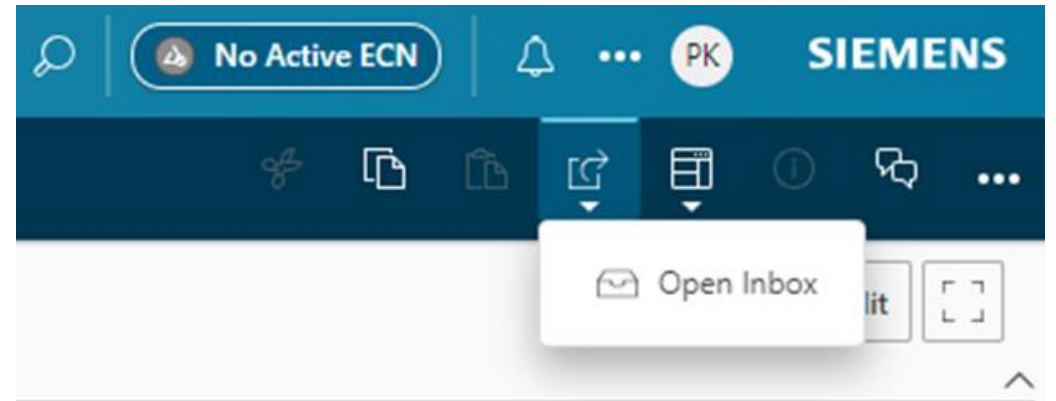 No Active ECN
PK
SIEMENS
Open Inbox
lit